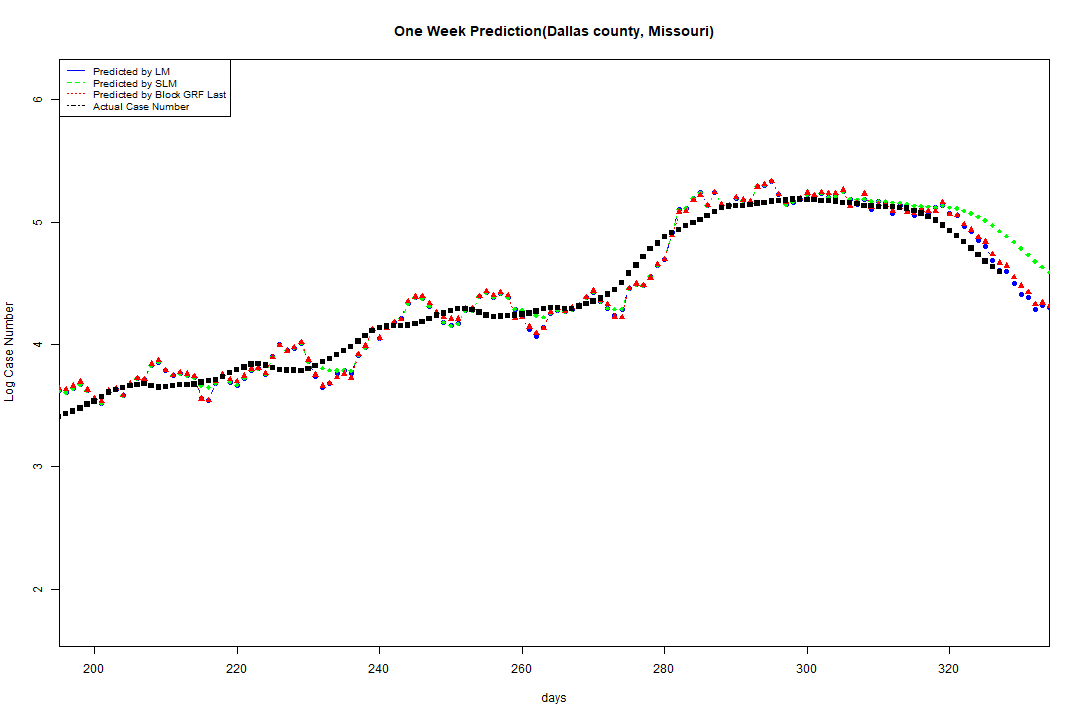 One Week Prediction(Dallas county, Missouri)
Predicted by LM
Predicted by SLM
Predicted by Block GRF Last
Actual Case Number
6
5
4
3
2
Log Case Number
200 220 240 260 280 300 320
days